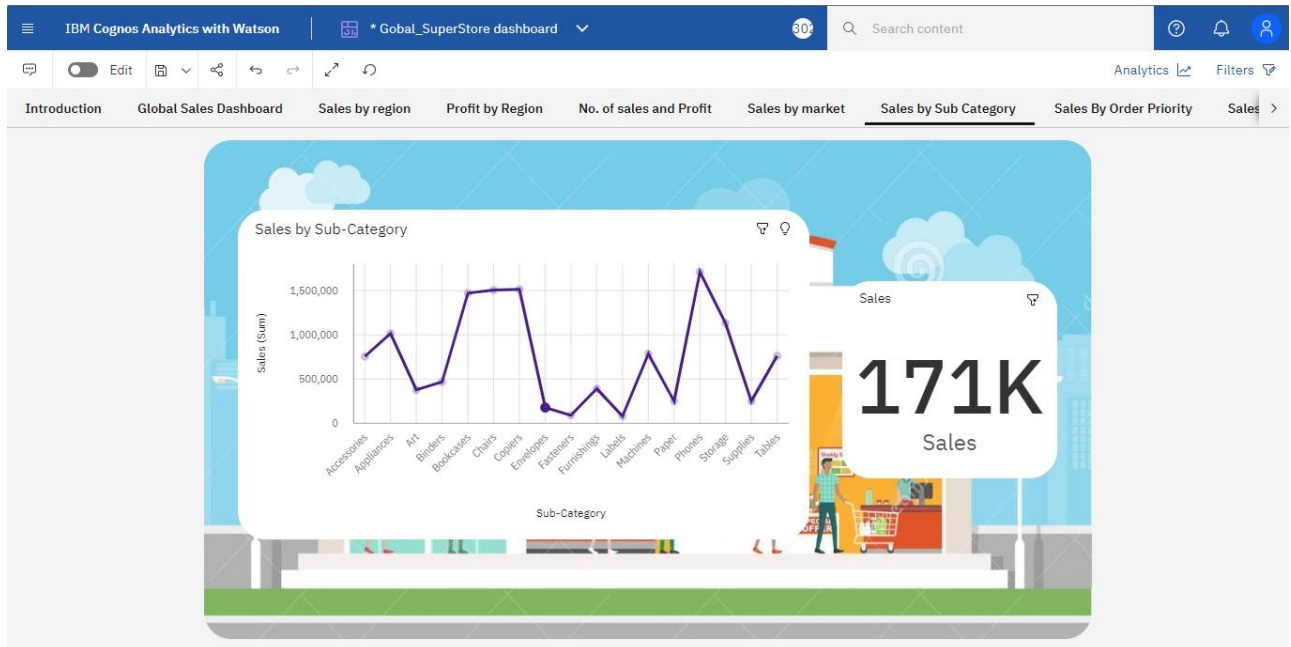 IBM Cognos Analytics with Watson
* Gobal_SuperStore dashboard
302
Search content
Edit
Analytics
Filters
Introduction
Global Sales Dashboard
Sales by region
Profit by Region
No. of sales and Profit
Sales by market
Sales by Sub Category
Sales By Order Priority
Sales
Sales by Sub-Category
Sales (Sum)
1,500,000
1,000,000
500,000
0
Accessories
Appliances
Art
Binders
Bookcases
Chairs
Copiers
Envelopes
Fasteners
Furnishings
Labels
Machines
Paper
Phones
Storage
Supplies
Tables
Sub-Category
Sales
171K
Sales